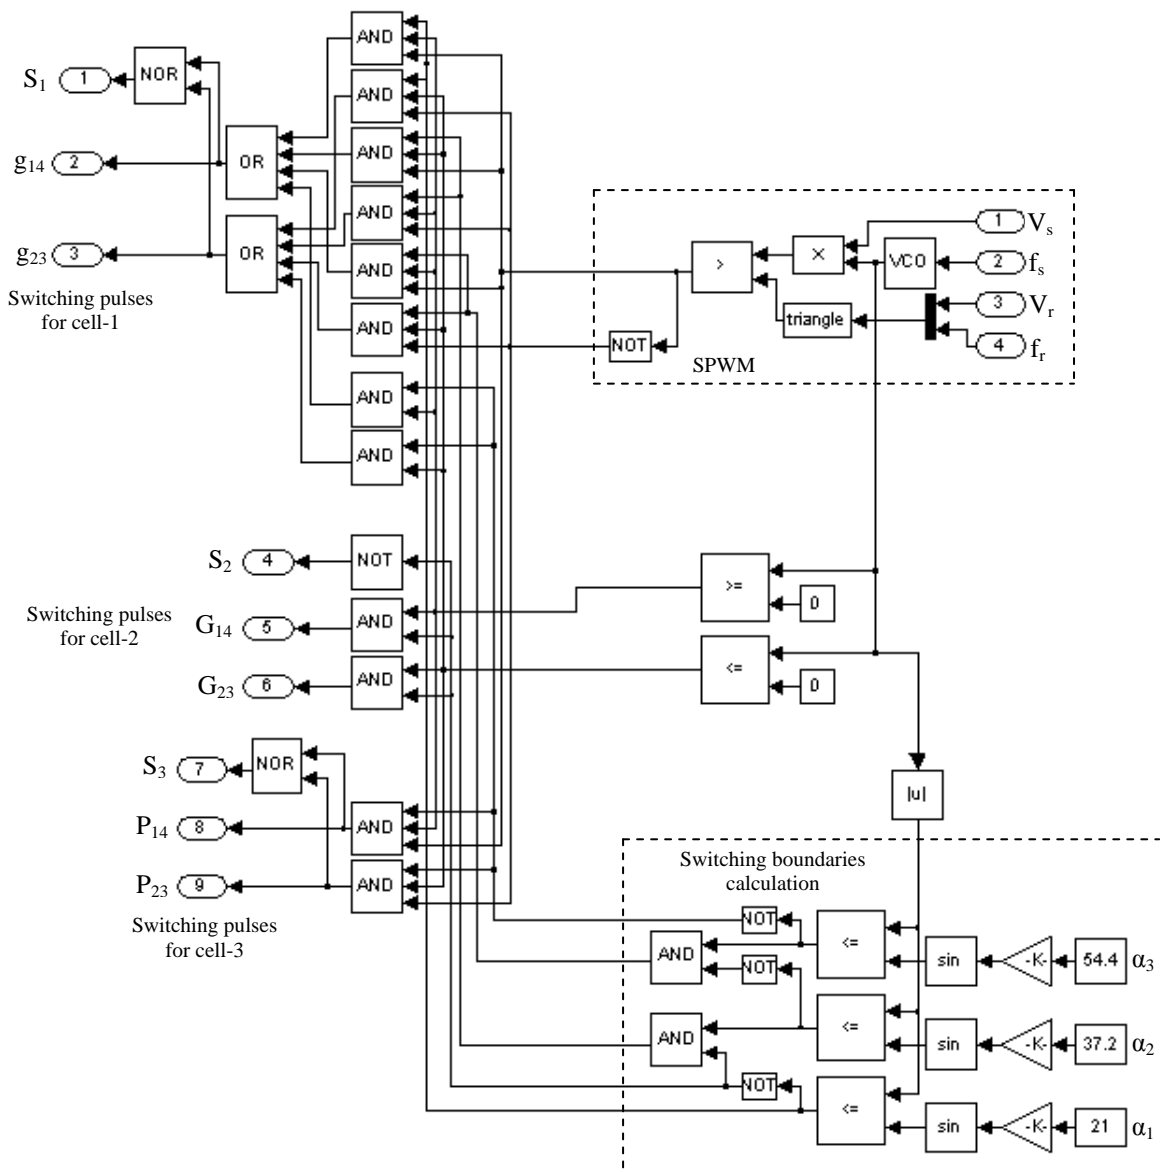 AND
S1 1 NOR
AND
g14 2 OR
AND
AND
g23 3 OR
AND
AND
Switching pulses
for cell-1
AND
AND
> × 1 Vs
VCO 2 fs
3 Vr
triangle 4 fr
NOT
SPWM
S2 4 NOT
>= 0
Switching pulses
for cell-2
G14 5 AND
<= 0
G23 6 AND
S3 7 NOR
|u|
P14 8 AND
P23 9 AND
Switching pulses
for cell-3
Switching boundaries
calculation
NOT
AND <= sin -K- 54.4 α3
NOT
AND <= sin -K- 37.2 α2
NOT
<= sin -K- 21 α1